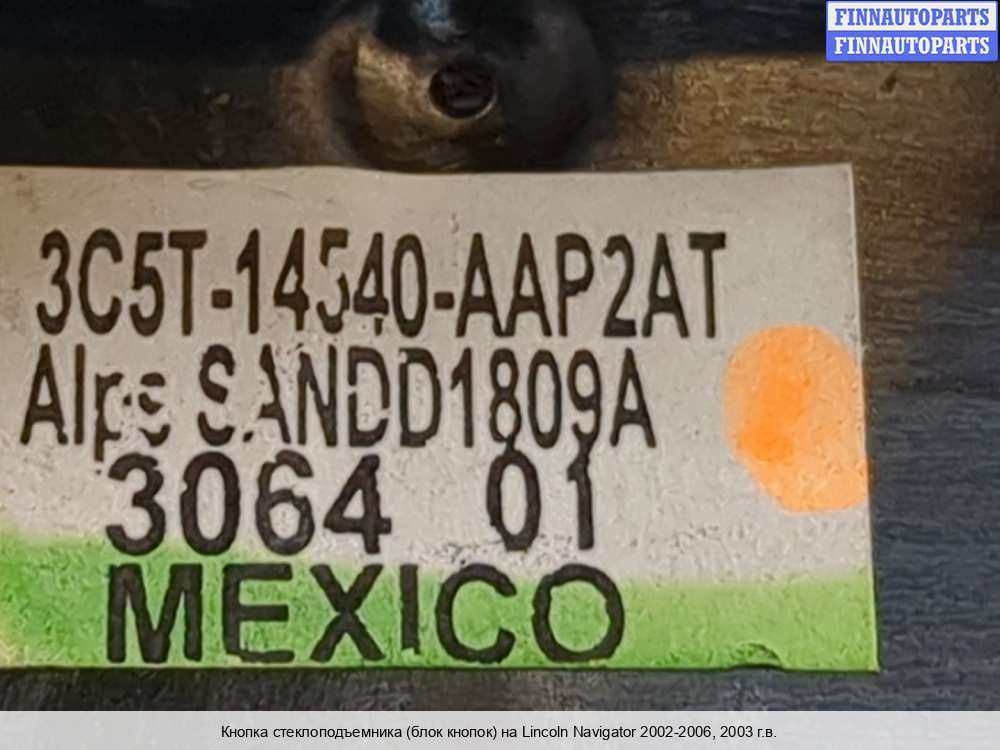 FINNAUTOPARTS
FINNAUTOPARTS
3C5T-14540-AAP2AT
Alps SANDD1809A
3064 01
MEXICO
Кнопка стеклоподъемника (блок кнопок) на Lincoln Navigator 2002-2006, 2003 г.в.